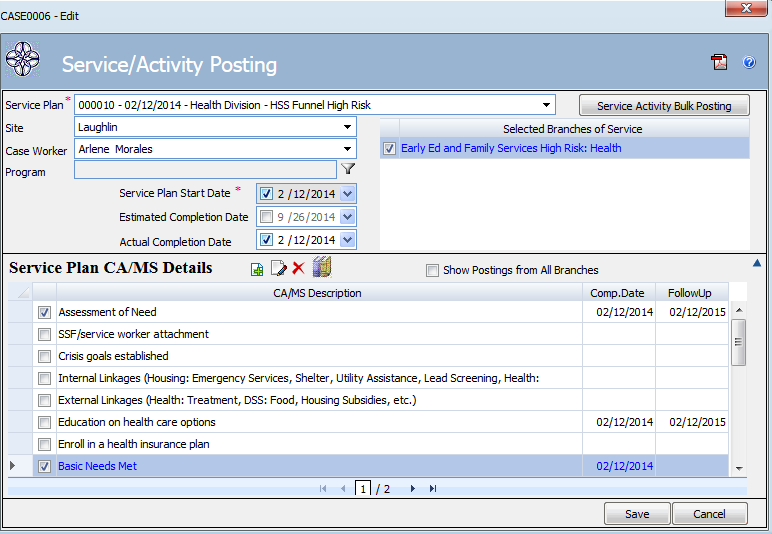 CASE0006 - Edit
Service/Activity Posting
Service Plan * 000010 - 02/12/2014 - Health Division - HSS Funnel High Risk
Service Activity Bulk Posting
Site Laughlin
Selected Branches of Service
Case Worker Arlene Morales
Early Ed and Family Services High Risk: Health
Program
Service Plan Start Date * 2 /12/2014
Estimated Completion Date 9 /26/2014
Actual Completion Date 2 /12/2014
Service Plan CA/MS Details
Show Postings from All Branches
CA/MS Description Comp.Date FollowUp
Assessment of Need 02/12/2014 02/12/2015
SSF/service worker attachment
Crisis goals established
Internal Linkages (Housing: Emergency Services, Shelter, Utility Assistance, Lead Screening, Health:
External Linkages (Health: Treatment, DSS: Food, Housing Subsidies, etc.)
Education on health care options 02/12/2014 02/12/2015
Enroll in a health insurance plan
Basic Needs Met 02/12/2014
1 / 2
Save Cancel